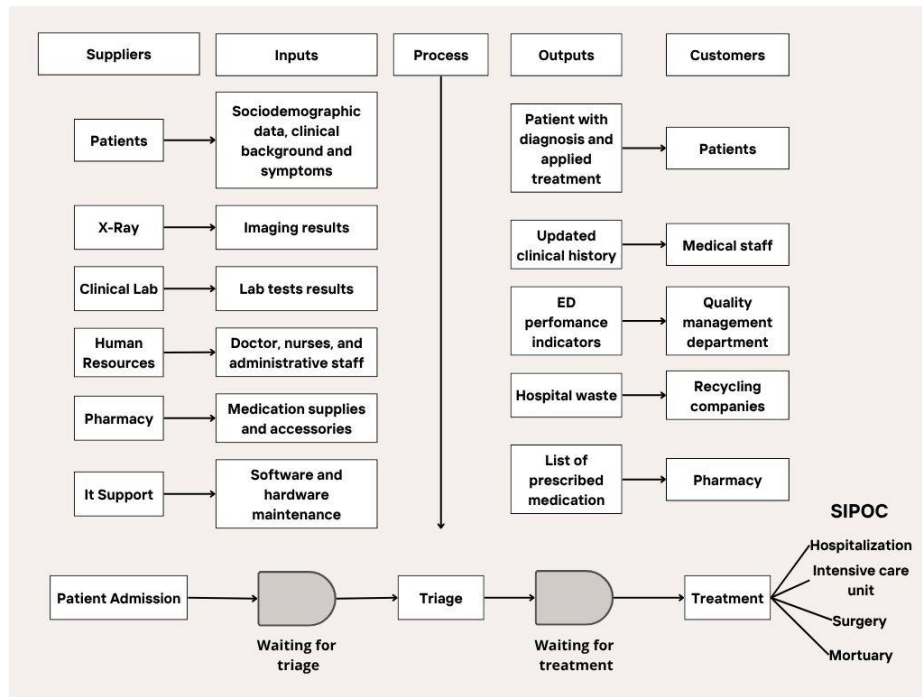 Suppliers
Inputs
Process
Outputs
Customers
Patients
Sociodemographic
data, clinical
background and
symptoms
Patient with
diagnosis and
applied
treatment
Patients
X-Ray
Imaging results
Updated
clinical history
Medical staff
Clinical Lab
Lab tests results
ED
perfomance
indicators
Quality
management
department
Human
Resources
Doctor, nurses, and
administrative staff
Hospital waste
Recycling
companies
Pharmacy
Medication supplies
and accessories
List of
prescribed
medication
Pharmacy
It Support
Software and
hardware
maintenance
SIPOC
Patient Admission
Waiting for
triage
Triage
Waiting for
treatment
Treatment
Hospitalization
Intensive care
unit
Surgery
Mortuary